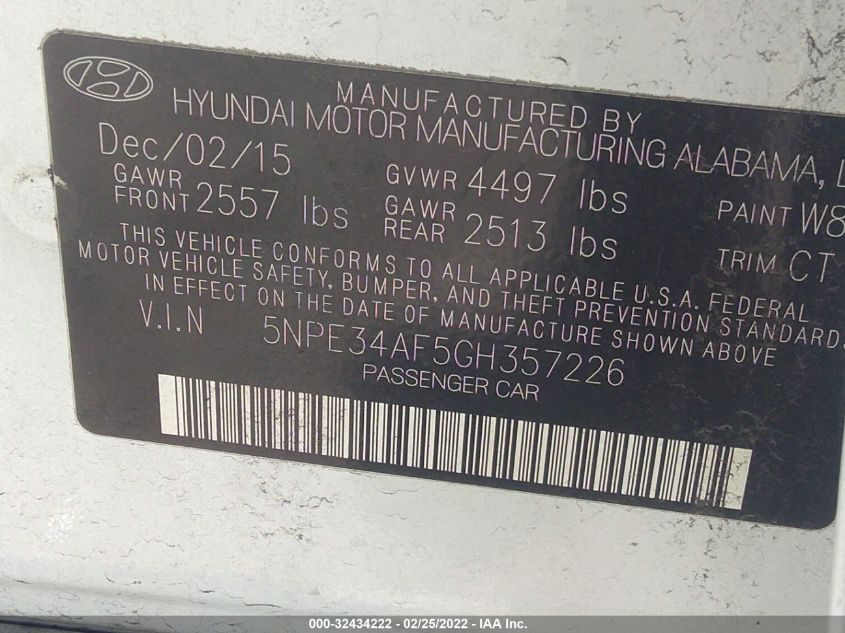 MANUFACTURED BY
HYUNDAI MOTOR MANUFACTURING ALABAMA,
Dec/02/15
GAWR FRONT 2557 lbs GVWR 4497 lbs PAINT W8
GAWR REAR 2513 lbs TRIM CT
THIS VEHICLE CONFORMS TO ALL APPLICABLE U.S.A. FEDERAL
MOTOR VEHICLE SAFETY, BUMPER, AND THEFT PREVENTION STANDARDS
IN EFFECT ON THE DATE OF MANUFACTURE SHOWN ABOVE
V.I.N 5NPE34AF5GH357226
PASSENGER CAR
000-32434222 - 02/25/2022 - IAA Inc.